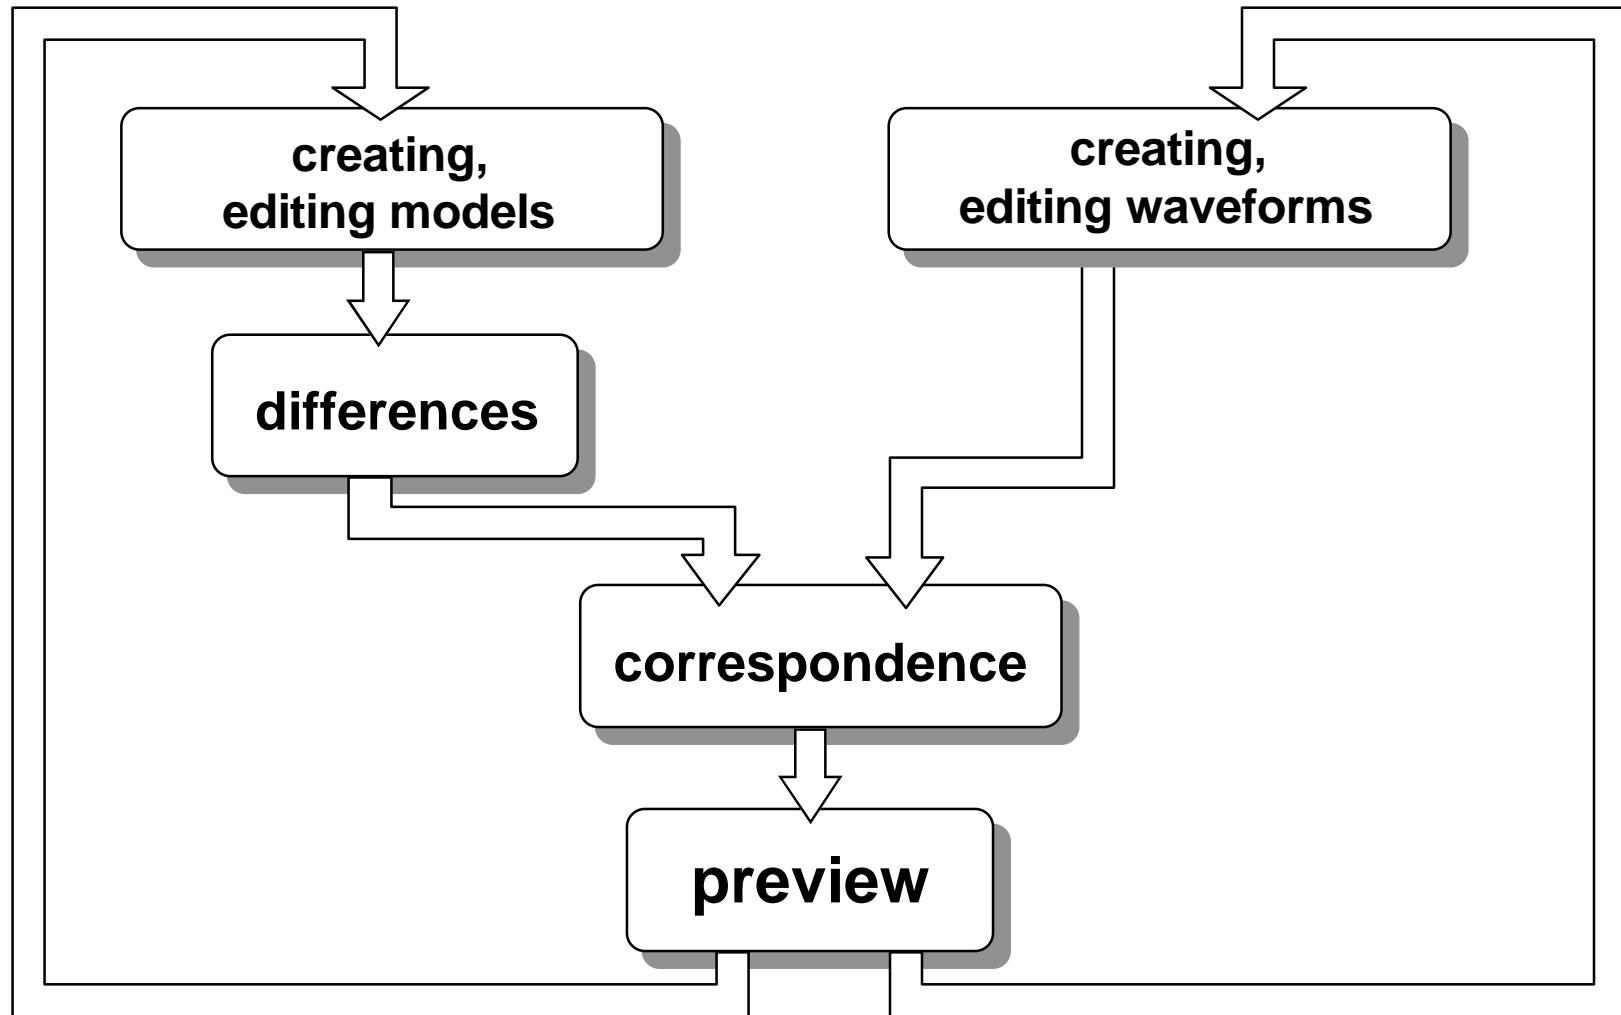 creating,
editing models
creating,
editing waveforms
differences
correspondence
preview